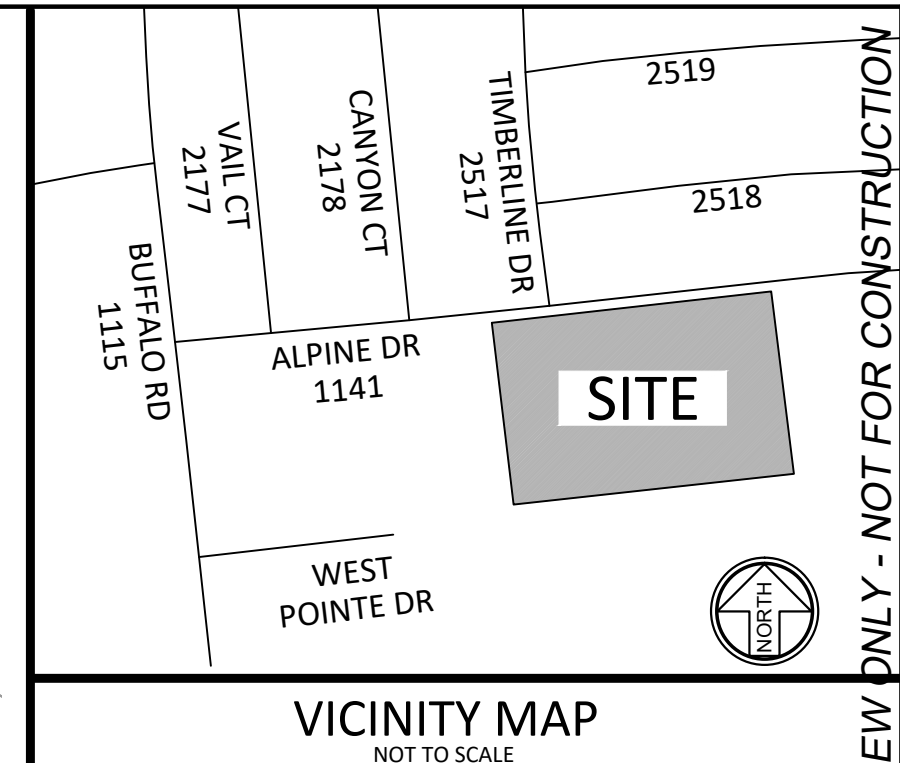 2519
VAIL CT
2177
CANYON CT
2178
TIMBERLINE DR
2517
2518
BUFFALO RD
1115
ALPINE DR
1141
SITE
WEST
POINTE DR
NORTH
VICINITY MAP
NOT TO SCALE
EW ONLY - NOT FOR CONSTRUCTION